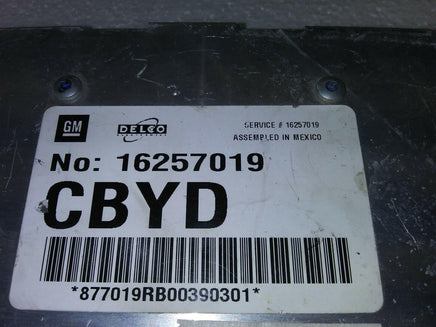 GM
DELCO
SERVICE # 16257019
ASSEMBLED IN MEXICO
No: 16257019
CBYD
*877019RB00390301*